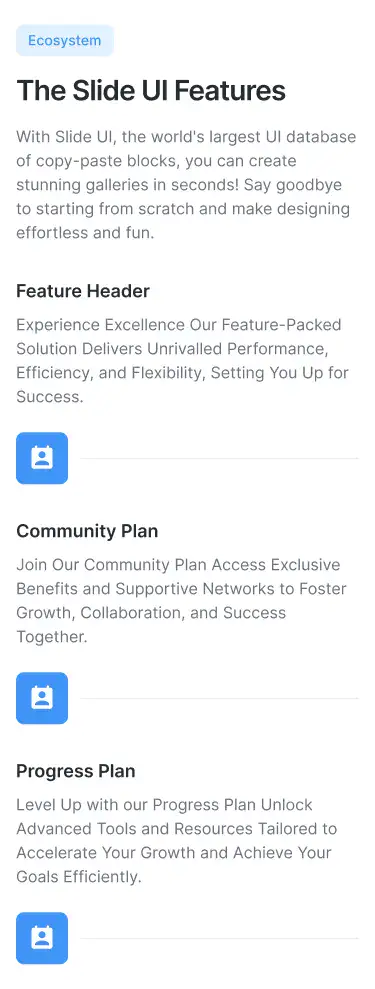 Ecosystem
The Slide UI Features
With Slide UI, the world's largest UI database
of copy-paste blocks, you can create
stunning galleries in seconds! Say goodbye
to starting from scratch and make designing
effortless and fun.
Feature Header
Experience Excellence Our Feature-Packed
Solution Delivers Unrivalled Performance,
Efficiency, and Flexibility, Setting You Up for
Success.
Community Plan
Join Our Community Plan Access Exclusive
Benefits and Supportive Networks to Foster
Growth, Collaboration, and Success
Together.
Progress Plan
Level Up with our Progress Plan Unlock
Advanced Tools and Resources Tailored to
Accelerate Your Growth and Achieve Your
Goals Efficiently.